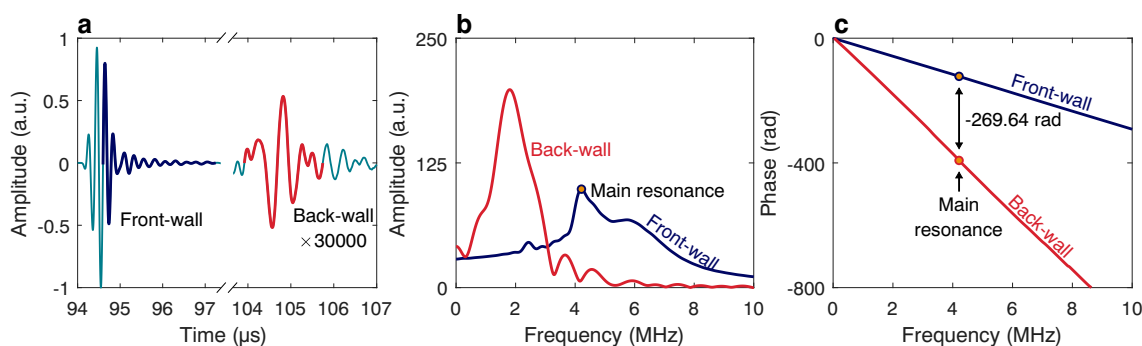 a
Amplitude (a.u.)
1
0.5
0
-0.5
-1
Front-wall
Back-wall
×30000
94 95 96 97 104 105 106 107
Time (µs)
b
Amplitude (a.u.)
250
125
0
Back-wall
Main resonance
Front-wall
0 2 4 6 8 10
Frequency (MHz)
c
Phase (rad)
0
-400
-800
Front-wall
-269.64 rad
Main
resonance
Back-wall
0 2 4 6 8 10
Frequency (MHz)